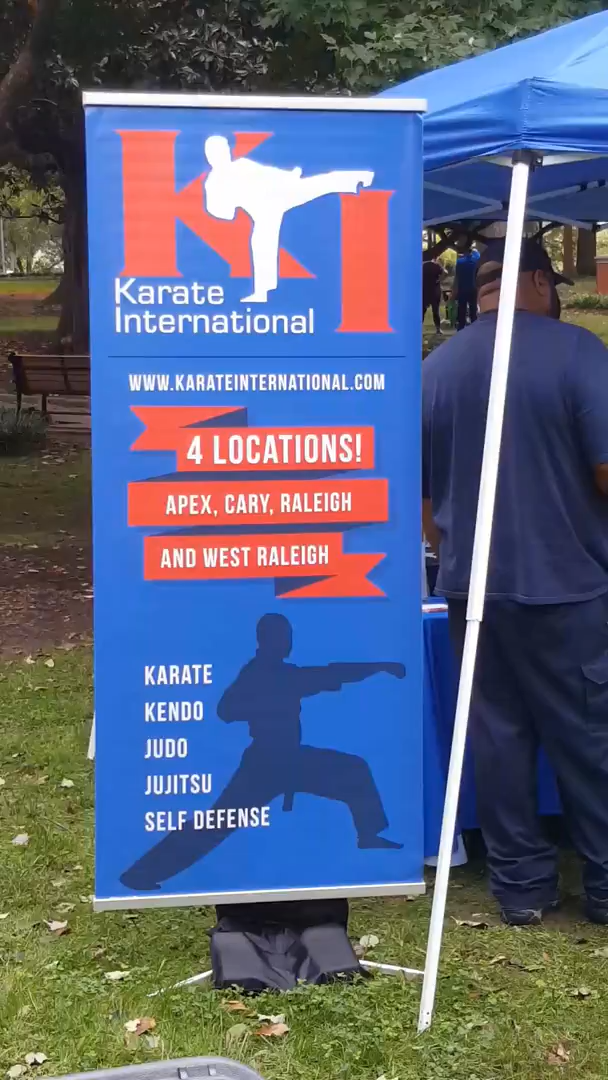 KI
Karate
International
WWW.KARATEINTERNATIONAL.COM
4 LOCATIONS!
APEX, CARY, RALEIGH
AND WEST RALEIGH
KARATE
KENDO
JUDO
JUJITSU
SELF DEFENSE